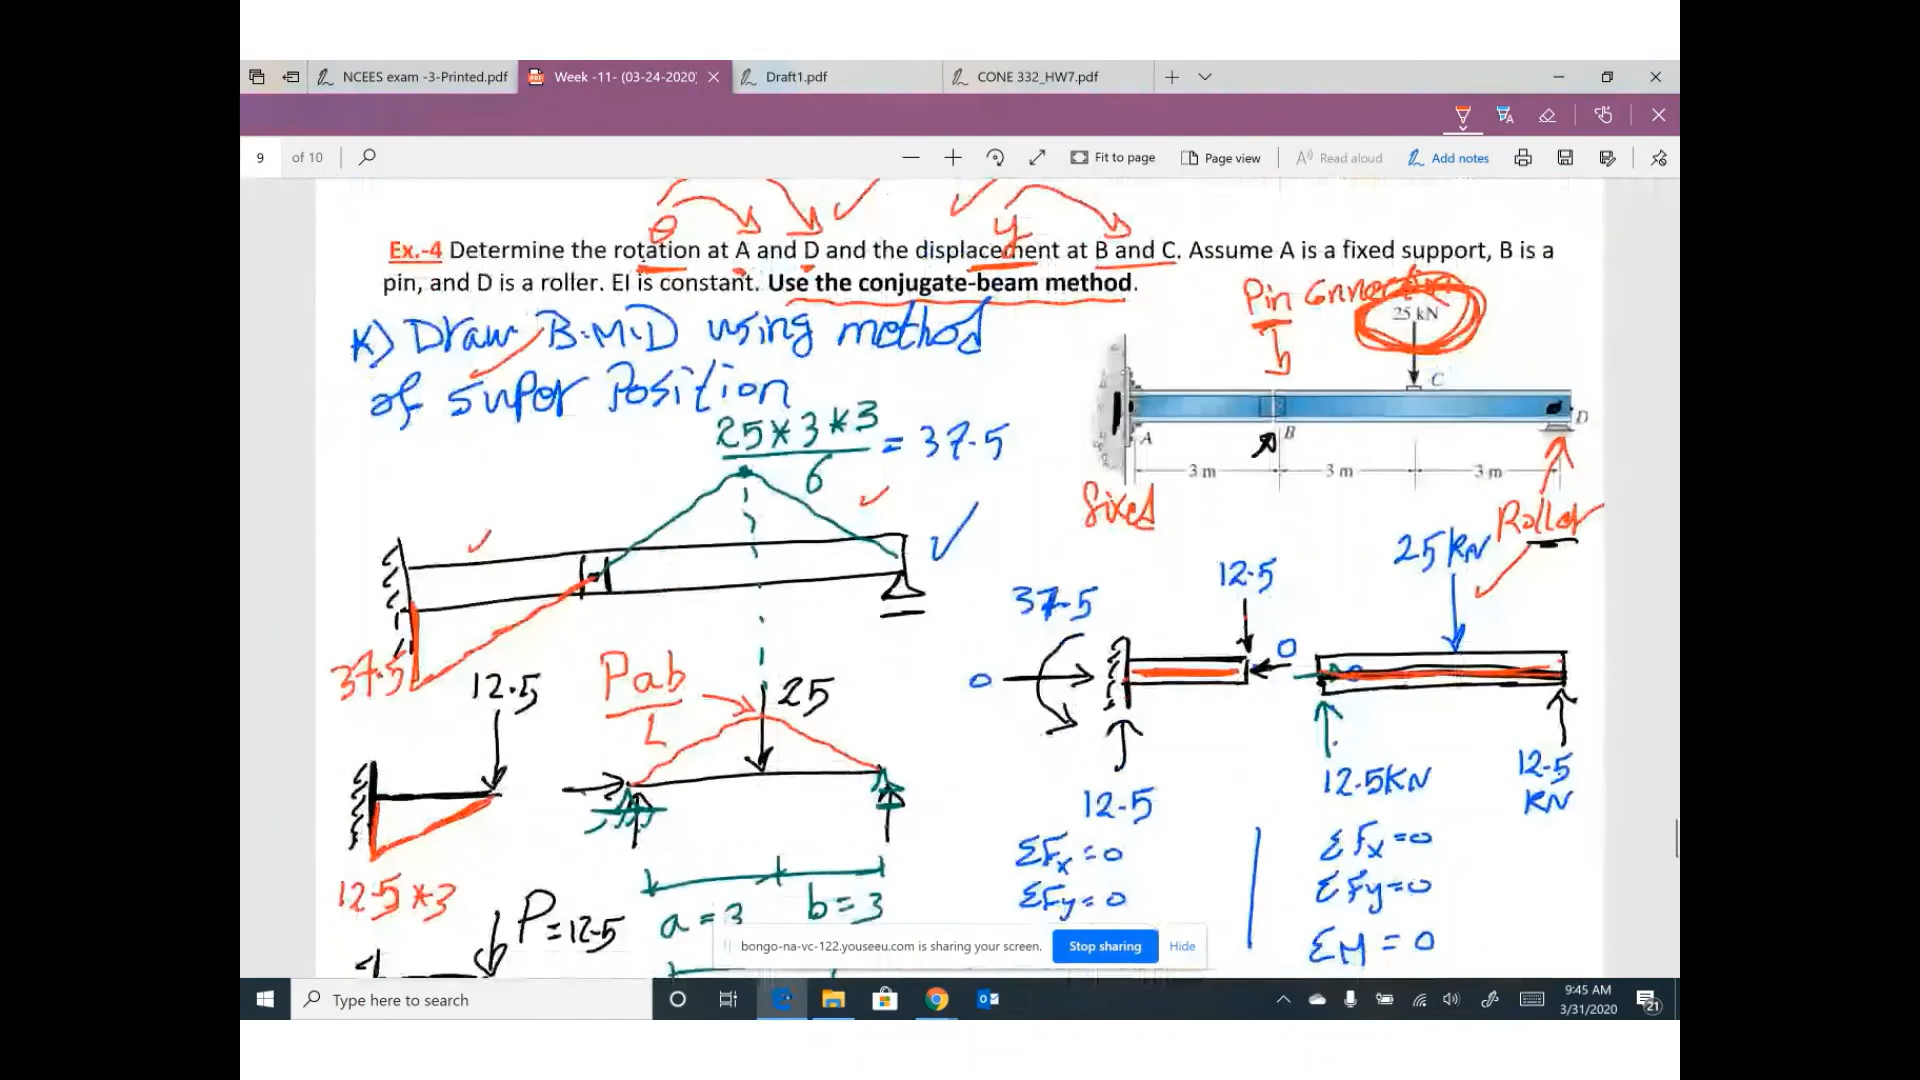 NCEES exam -3-Printed.pdf
Week -11- (03-24-2020)
Draft1.pdf
CONE 332_HW7.pdf
9 of 10
Fit to page
Page view
Read aloud
Add notes
θ
y
Ex.-4 Determine the rotation at A and D and the displacement at B and C. Assume A is a fixed support, B is a
pin, and D is a roller. EI is constant. Use the conjugate-beam method.
Draw B.M.D using method
of super Position
25*3*3
6
= 37.5
Pin
25 kN
C
A
B
D
3 m
3 m
3 m
fixed
Roller
25KN
12.5
37.5
0
0
37.5
12.5
Pab
L
25
12.5
12.5KN
12.5
KN
12.5*3
P=12.5
a = 3
b = 3
ΣFx=0
ΣFy=0
ΣFx=0
ΣFy=0
ΣM = 0
bongo-na-vc-122.youseeu.com is sharing your screen.
Stop sharing
Hide
Type here to search
9:45 AM
3/31/2020
21